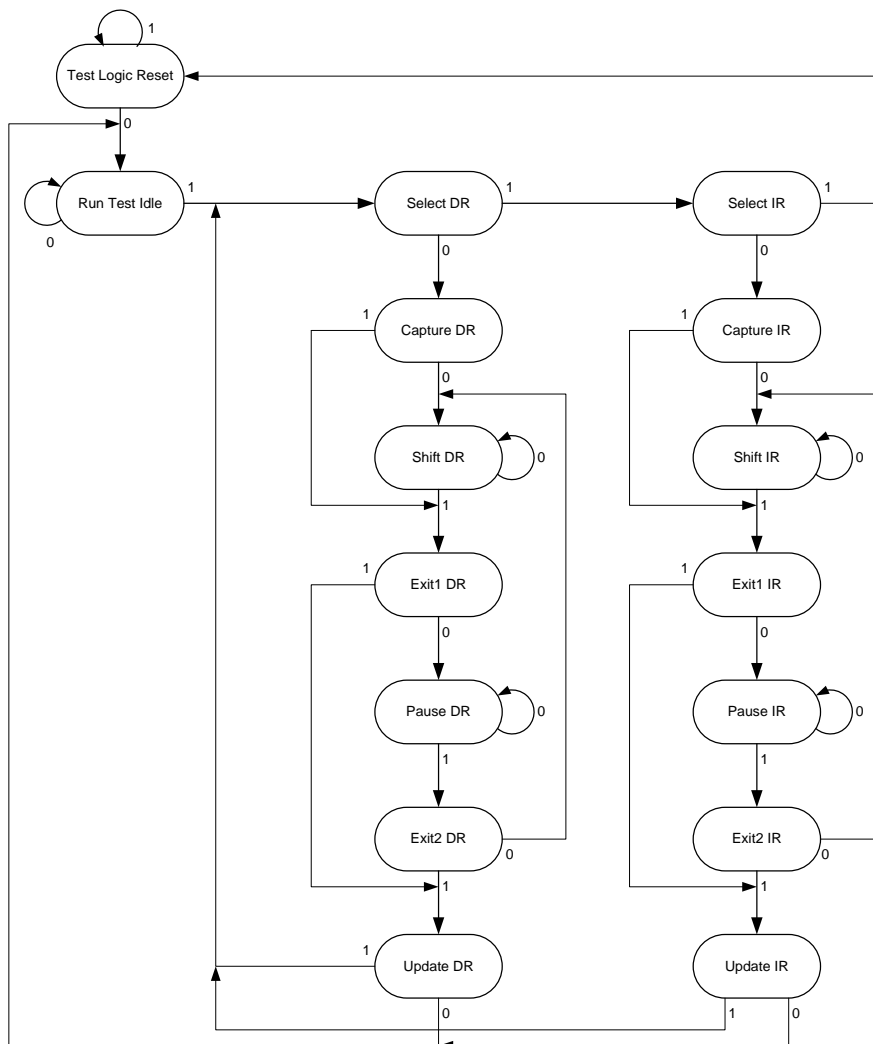 1
Test Logic Reset
0
Run Test Idle
1
0
Select DR
1
Select IR
1
0
0
1
Capture DR
1
Capture IR
0
0
Shift DR
0
Shift IR
0
1
1
1
Exit1 DR
1
Exit1 IR
0
0
Pause DR
0
Pause IR
0
1
1
Exit2 DR
0
Exit2 IR
0
1
1
1
Update DR
Update IR
0
1
0